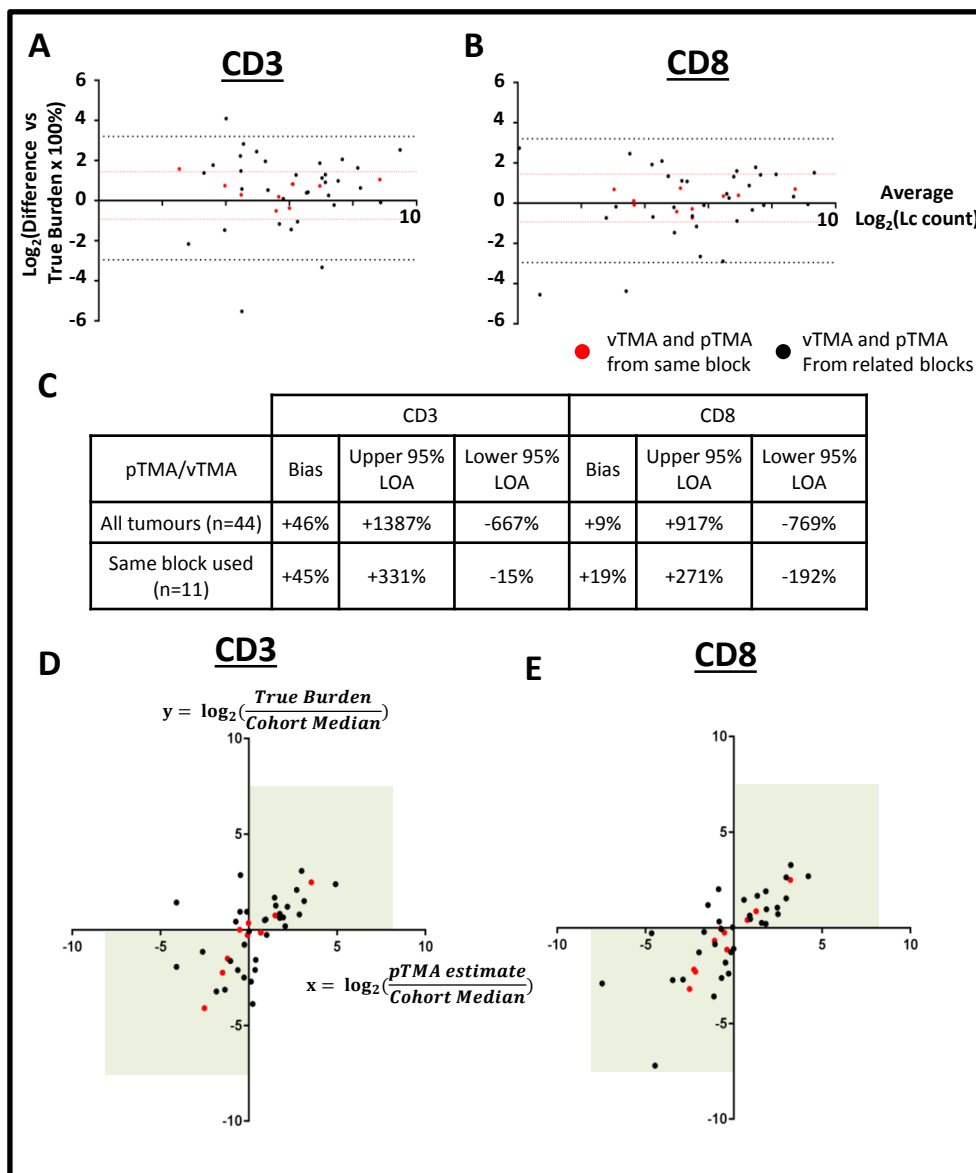 A
CD3
B
CD8
Log₂(Difference vs
True Burden x 100%)
6
4
2
0
-2
-4
-6
10
6
4
2
0
-2
-4
-6
10
Average
Log₂(Lc count)
vTMA and pTMA
from same block
vTMA and pTMA
From related blocks
C
CD3 CD8
pTMA/vTMA Bias Upper 95% LOA Lower 95% LOA Bias Upper 95% LOA Lower 95% LOA
All tumours (n=44) +46% +1387% -667% +9% +917% -769%
Same block used (n=11) +45% +331% -15% +19% +271% -192%
D
CD3
E
CD8
y = log₂(True Burden/Cohort Median)
10
5
0
-5
-10
-10 -5 5 10
x = log₂(pTMA estimate/Cohort Median)
10
5
0
-5
-10
-10 -5 5 10